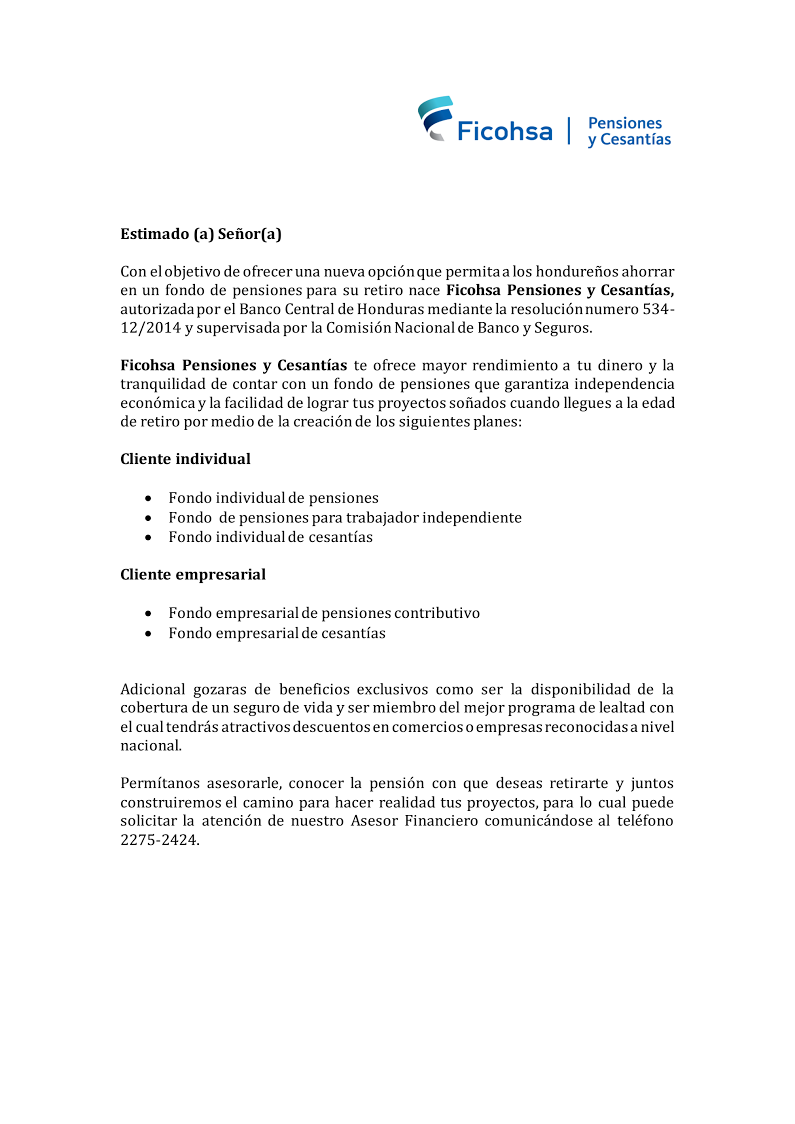 Ficohsa | Pensiones
y Cesantías
Estimado (a) Señor(a)
Con el objetivo de ofrecer una nueva opción que permita a los hondureños ahorrar
en un fondo de pensiones para su retiro nace Ficohsa Pensiones y Cesantías,
autorizada por el Banco Central de Honduras mediante la resolución numero 534-
12/2014 y supervisada por la Comisión Nacional de Banco y Seguros.
Ficohsa Pensiones y Cesantías te ofrece mayor rendimiento a tu dinero y la
tranquilidad de contar con un fondo de pensiones que garantiza independencia
económica y la facilidad de lograr tus proyectos soñados cuando llegues a la edad
de retiro por medio de la creación de los siguientes planes:
Cliente individual
• Fondo individual de pensiones
• Fondo de pensiones para trabajador independiente
• Fondo individual de cesantías
Cliente empresarial
• Fondo empresarial de pensiones contributivo
• Fondo empresarial de cesantías
Adicional gozaras de beneficios exclusivos como ser la disponibilidad de la
cobertura de un seguro de vida y ser miembro del mejor programa de lealtad con
el cual tendrás atractivos descuentos en comercios o empresas reconocidas a nivel
nacional.
Permítanos asesorarle, conocer la pensión con que deseas retirarte y juntos
construiremos el camino para hacer realidad tus proyectos, para lo cual puede
solicitar la atención de nuestro Asesor Financiero comunicándose al teléfono
2275-2424.